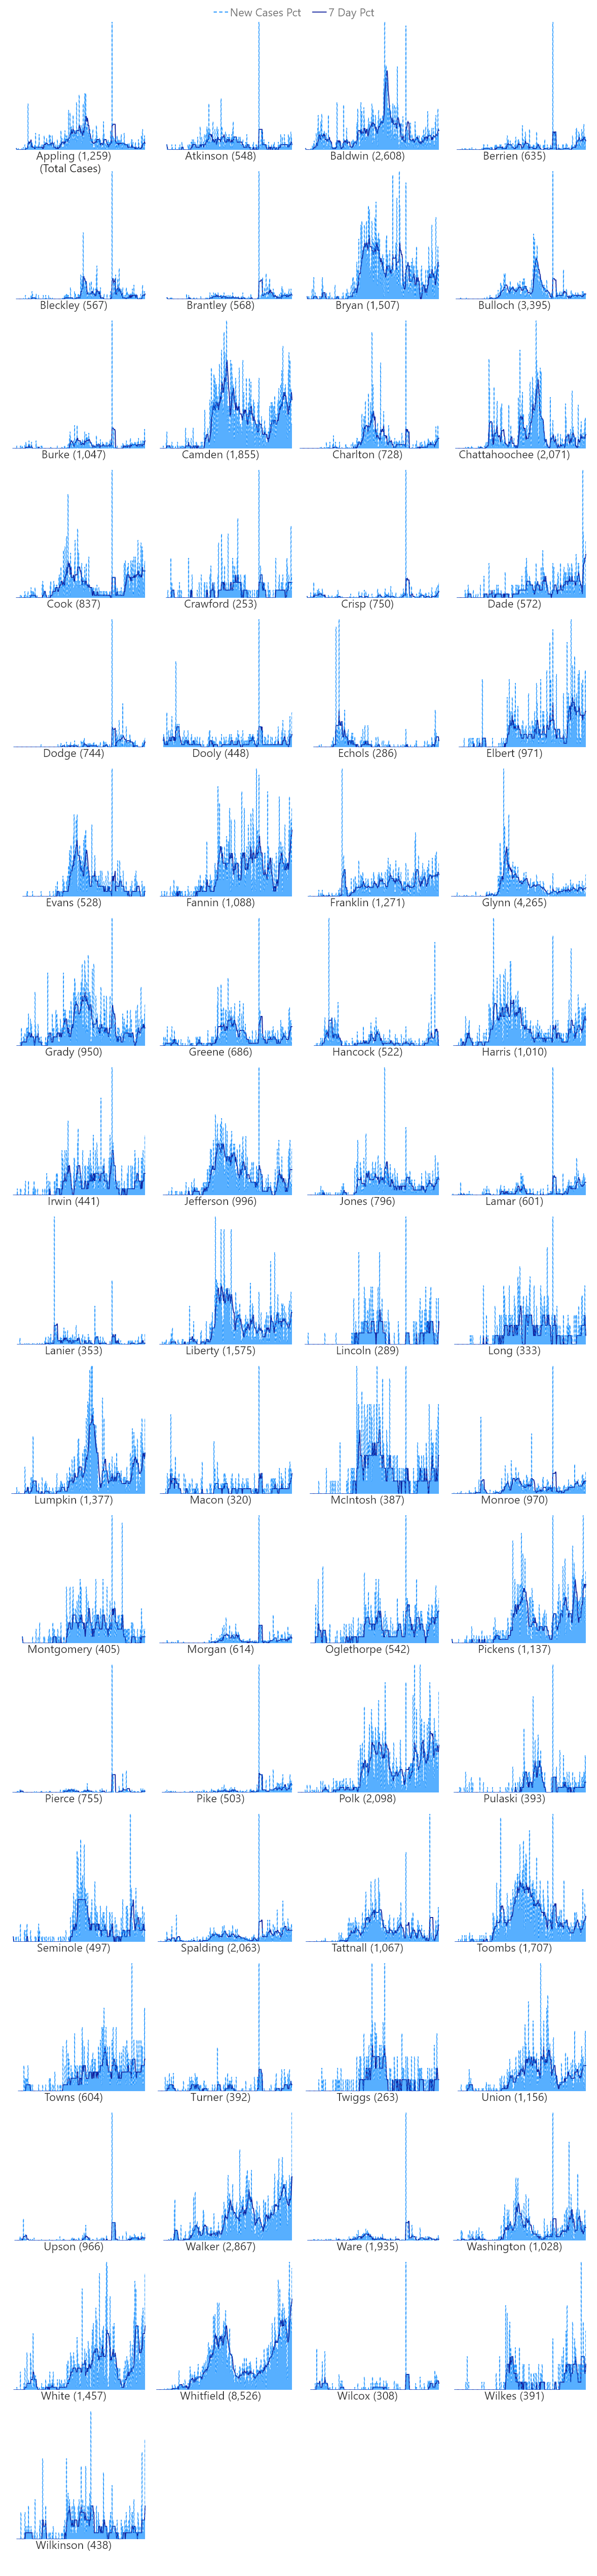 New Cases Pct 7 Day Pct
Appling (1,259) Atkinson (548) Baldwin (2,608) Berrien (635)
(Total Cases)
Bleckley (567) Brantley (568) Bryan (1,507) Bulloch (3,395)
Burke (1,047) Camden (1,855) Charlton (728) Chattahoochee (2,071)
Cook (837) Crawford (253) Crisp (750) Dade (572)
Dodge (744) Dooly (448) Echols (286) Elbert (971)
Evans (528) Fannin (1,088) Franklin (1,271) Glynn (4,265)
Grady (950) Greene (686) Hancock (522) Harris (1,010)
Irwin (441) Jefferson (996) Jones (796) Lamar (601)
Lanier (353) Liberty (1,575) Lincoln (289) Long (333)
Lumpkin (1,377) Macon (320) McIntosh (387) Monroe (970)
Montgomery (405) Morgan (614) Oglethorpe (542) Pickens (1,137)
Pierce (755) Pike (503) Polk (2,098) Pulaski (393)
Seminole (497) Spalding (2,063) Tattnall (1,067) Toombs (1,707)
Towns (604) Turner (392) Twiggs (263) Union (1,156)
Upson (966) Walker (2,867) Ware (1,935) Washington (1,028)
White (1,457) Whitfield (8,526) Wilcox (308) Wilkes (391)
Wilkinson (438)